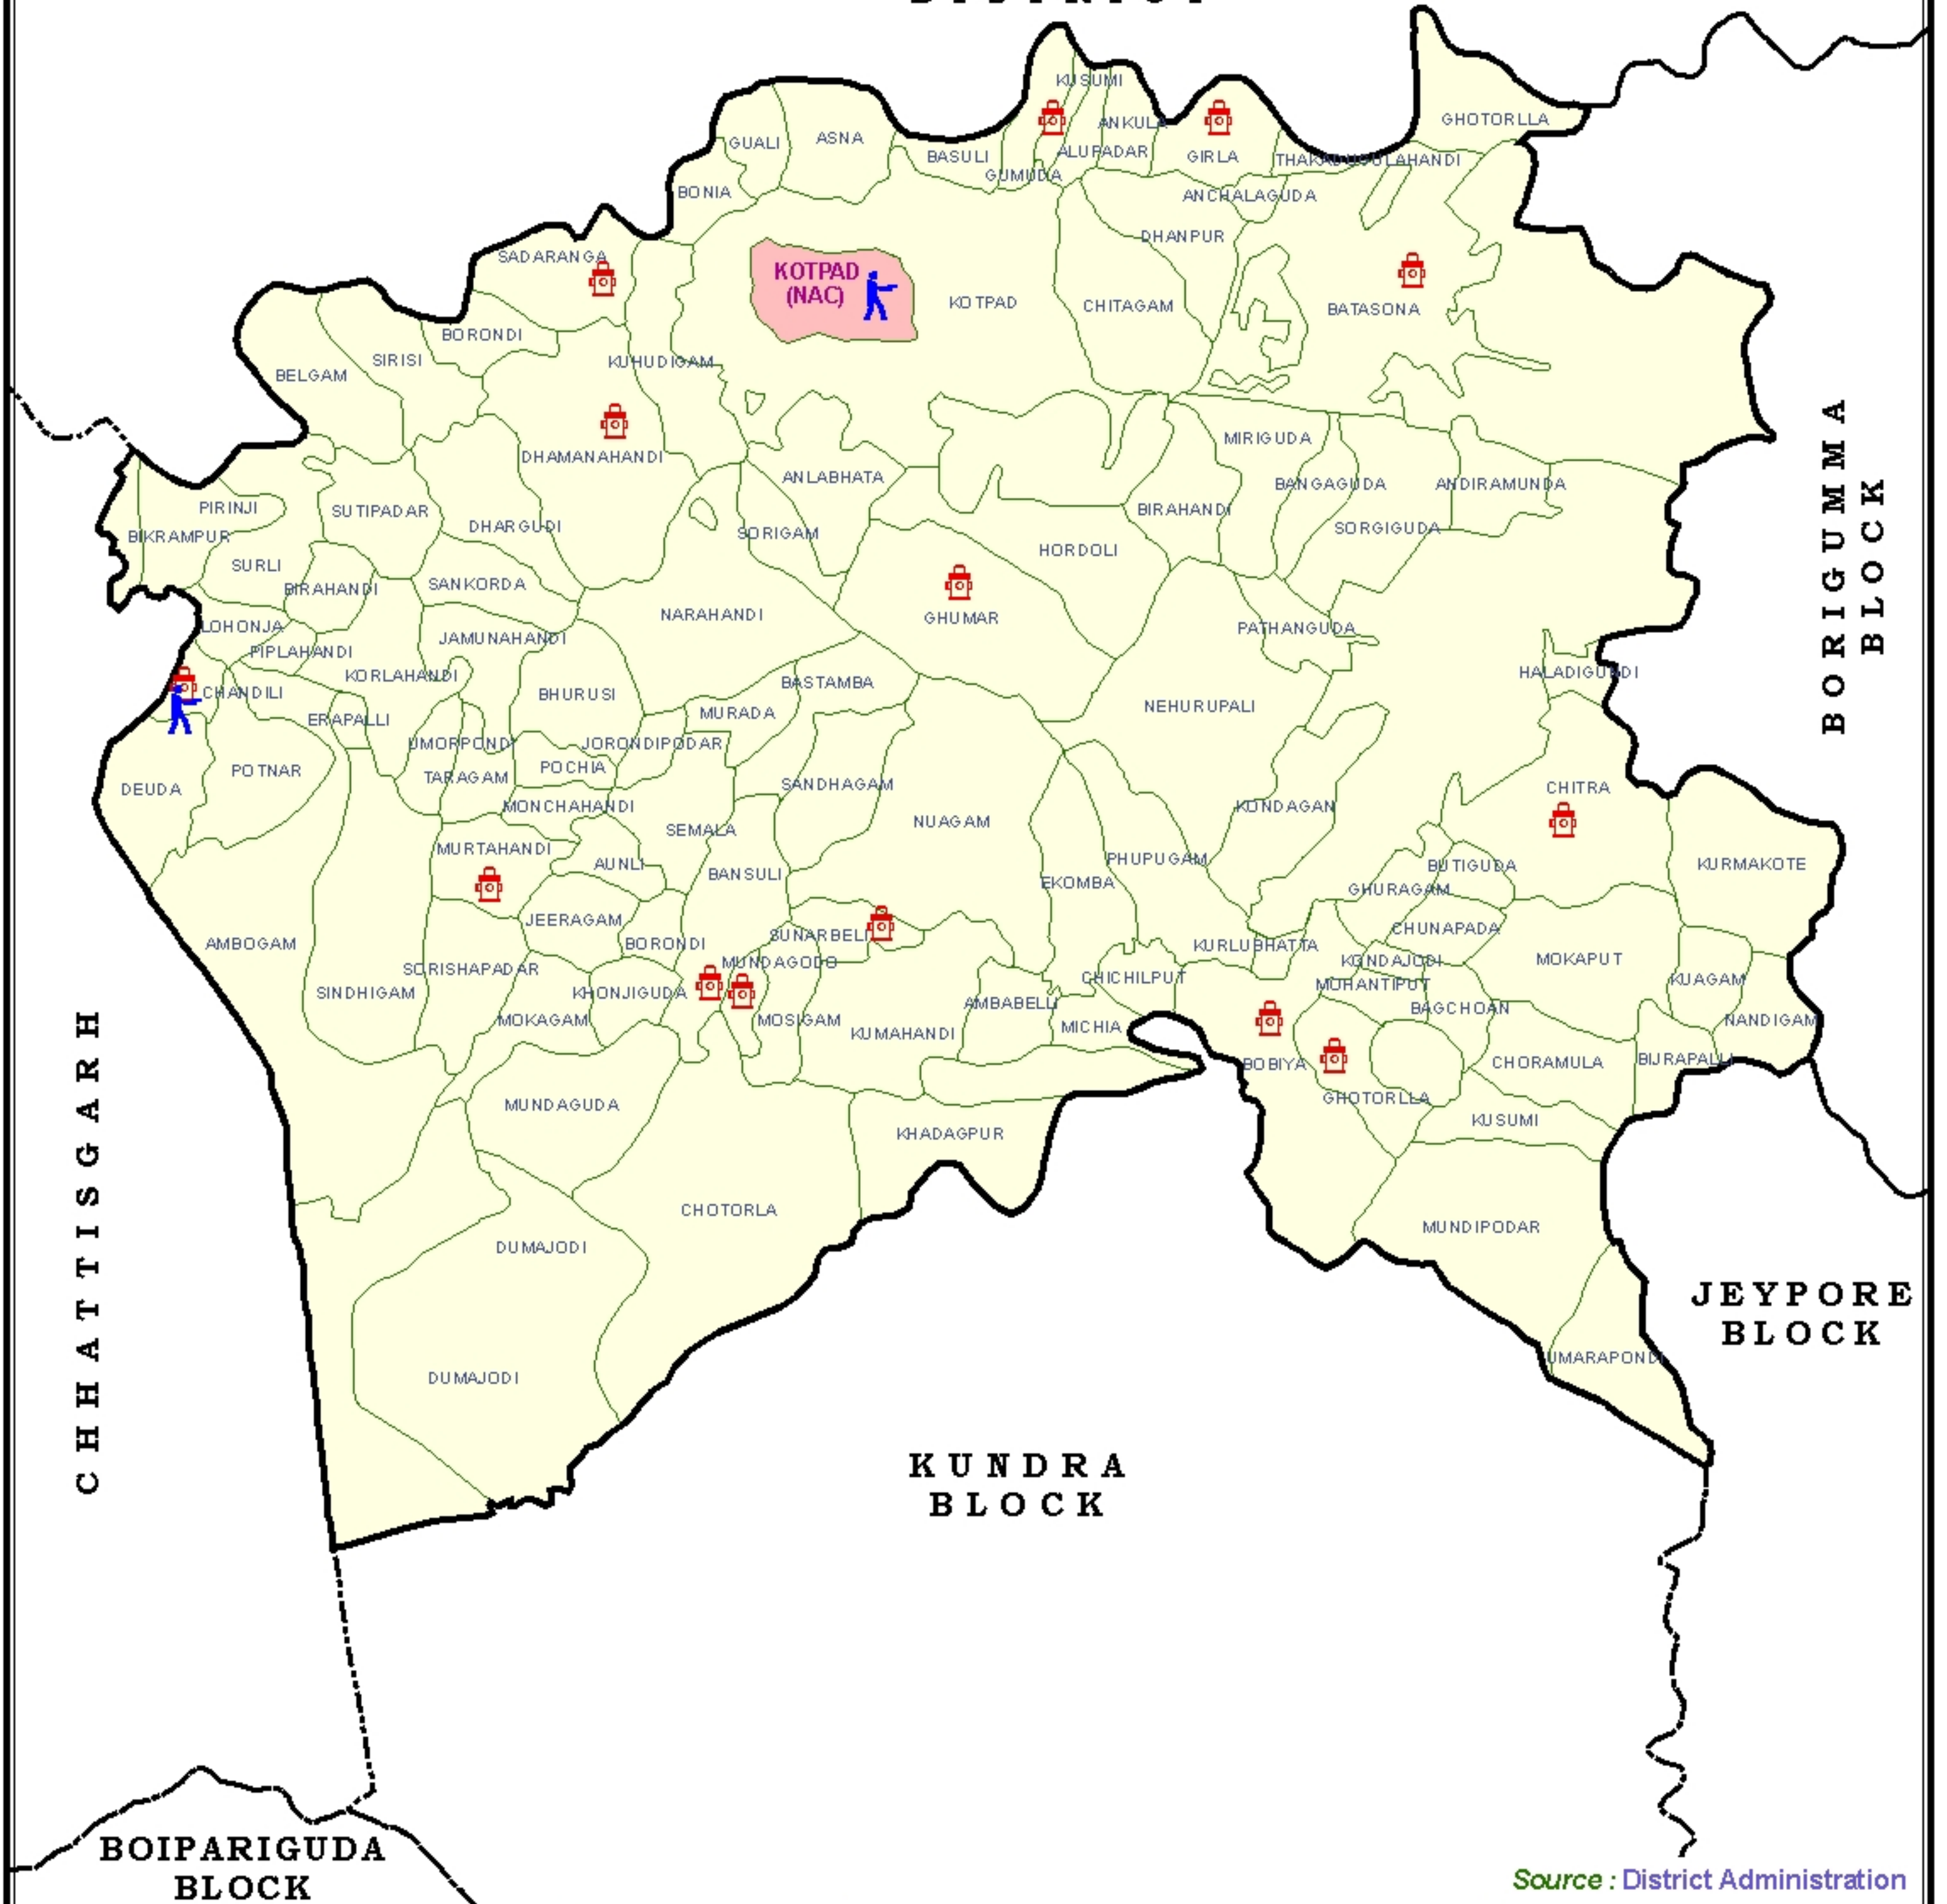 KUSUMI
GHOTORLLA
ANKULA
GUALI
ASNA
BASULI
ALUPADAR
GIRLA
THAKADUGULAHANDI
GUMUDA
BONIA
ANCHALAGUDA
DHANPUR
SADARANGA
KOTPAD
(NAC)
KOTPAD
CHITAGAM
BATASONA
BORONDI
SIRISI
KUHUDIGAM
BELGAM
MIRIGUDA
DHAMANAHANDI
ANLABHATA
BANGAGUDA
ANDIRAMUNDA
PIRINJI
SUTIPADAR
BIRAHANDI
DHARGUDI
SORGIGUDA
BIKRAMPUR
SORIGAM
HORDOLI
SURLI
BIRAHANDI
SANKORDA
NARAHANDI
GHUMAR
LOHONJA
JAMUNAHANDI
PATHANGUDA
PIPLAHANDI
KORLAHANDI
HALADIGUNDI
CHANDILI
BHURUSI
BASTAMBA
NEHURUPALI
ERAPALLI
MURADA
UMORPONDI
JORONDIPODAR
POTNAR
TARAGAM
POCHIA
DEUDA
SANDHAGAM
CHITRA
MONCHAHANDI
KONDAGAN
SEMALA
NUAGAM
MURTAHANDI
AUNLI
PHUPUGAM
BUTIGUDA
KURMAKOTE
BANSULI
EKOMBA
GHURAGAM
JEERAGAM
CHUNAPADA
AMBOGAM
BORONDI
SUNARBELI
KURLUBHATTA
MUNDAGODO
KONDAJODI
MOKAPUT
SORISHAPADAR
CHICHILPUT
MOHANTIPUT
KUAGAM
SINDHIGAM
KHONJIGUDA
AMBABELLI
BAGCHOAN
MOKAGAM
MOSIGAM
KUMAHANDI
MICHIA
NANDIGAM
BOBIYA
CHORAMULA
BIJRAPALLI
MUNDAGUDA
GHOTORLLA
KHADAGPUR
KUSUMI
CHOTORLA
MUNDIPODAR
DUMAJODI
UMARAPONDI
DUMAJODI
CHHATTISGARH
BORIGUMMA
BLOCK
JEYPORE
BLOCK
KUNDRA
BLOCK
BOIPARIGUDA
BLOCK
Source : District Administration